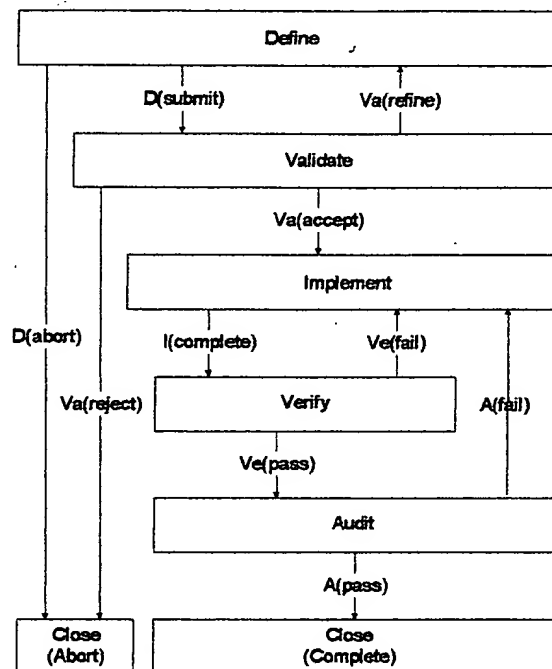 Define
D(submit)
Va(refine)
Validate
Va(accept)
Implement
D(abort)
I(complete)
Ve(fail)
Va(reject)
Verify
A(fail)
Ve(pass)
Audit
A(pass)
Close
(Abort)
Close
(Complete)